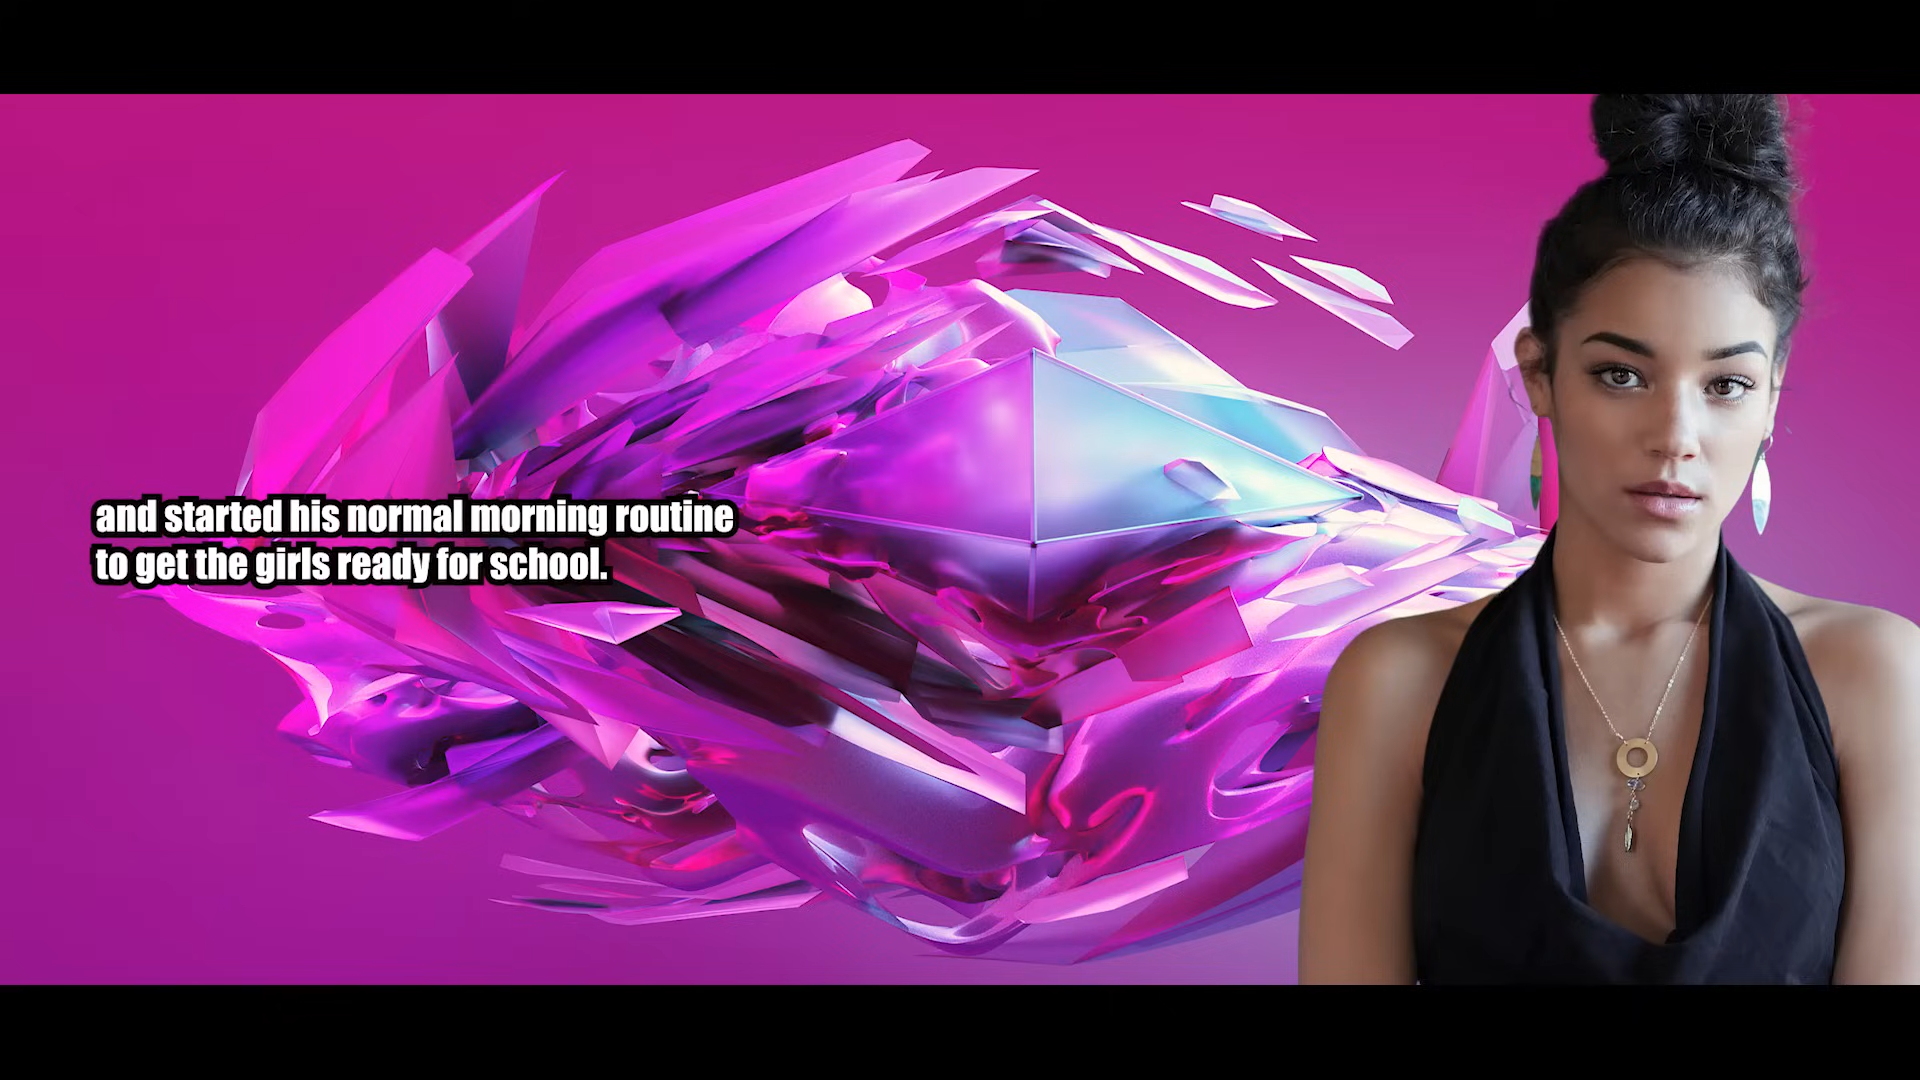 and started his normal morning routine
to get the girls ready for school.